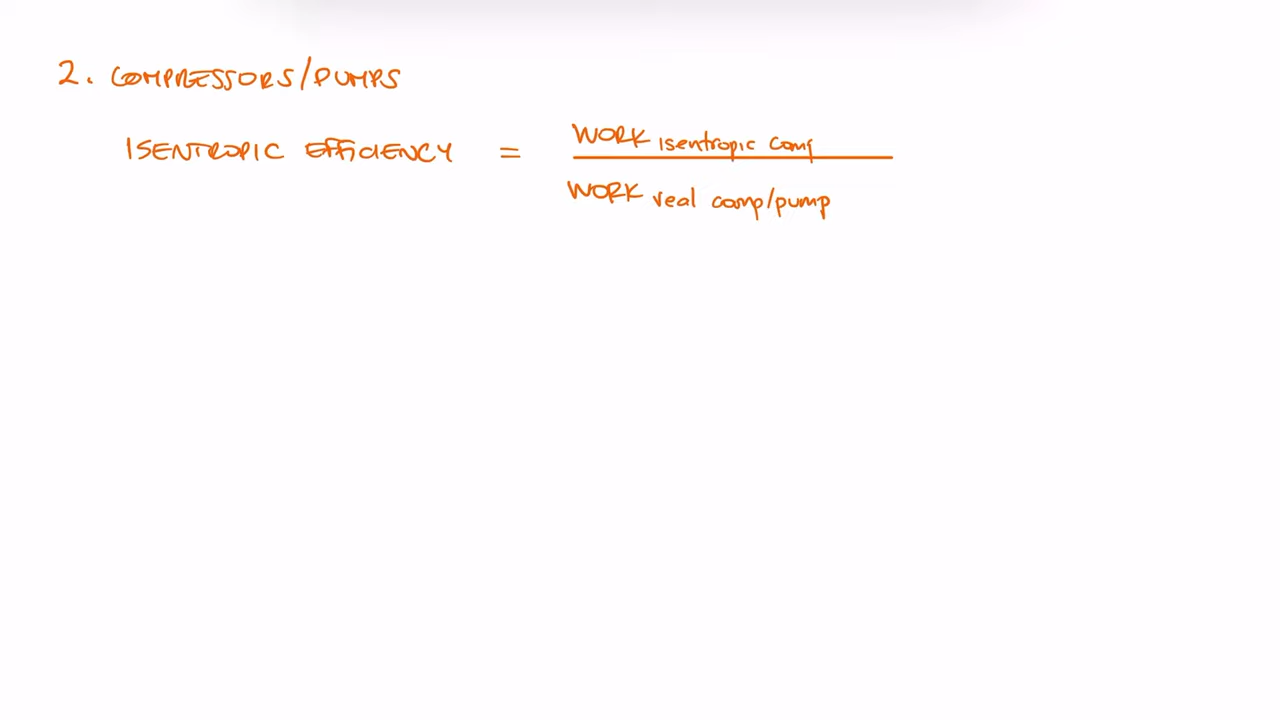 2. COMPRESSORS/PUMPS
ISENTROPIC EFFICIENCY = WORK isentropic comp
WORK real comp/pump